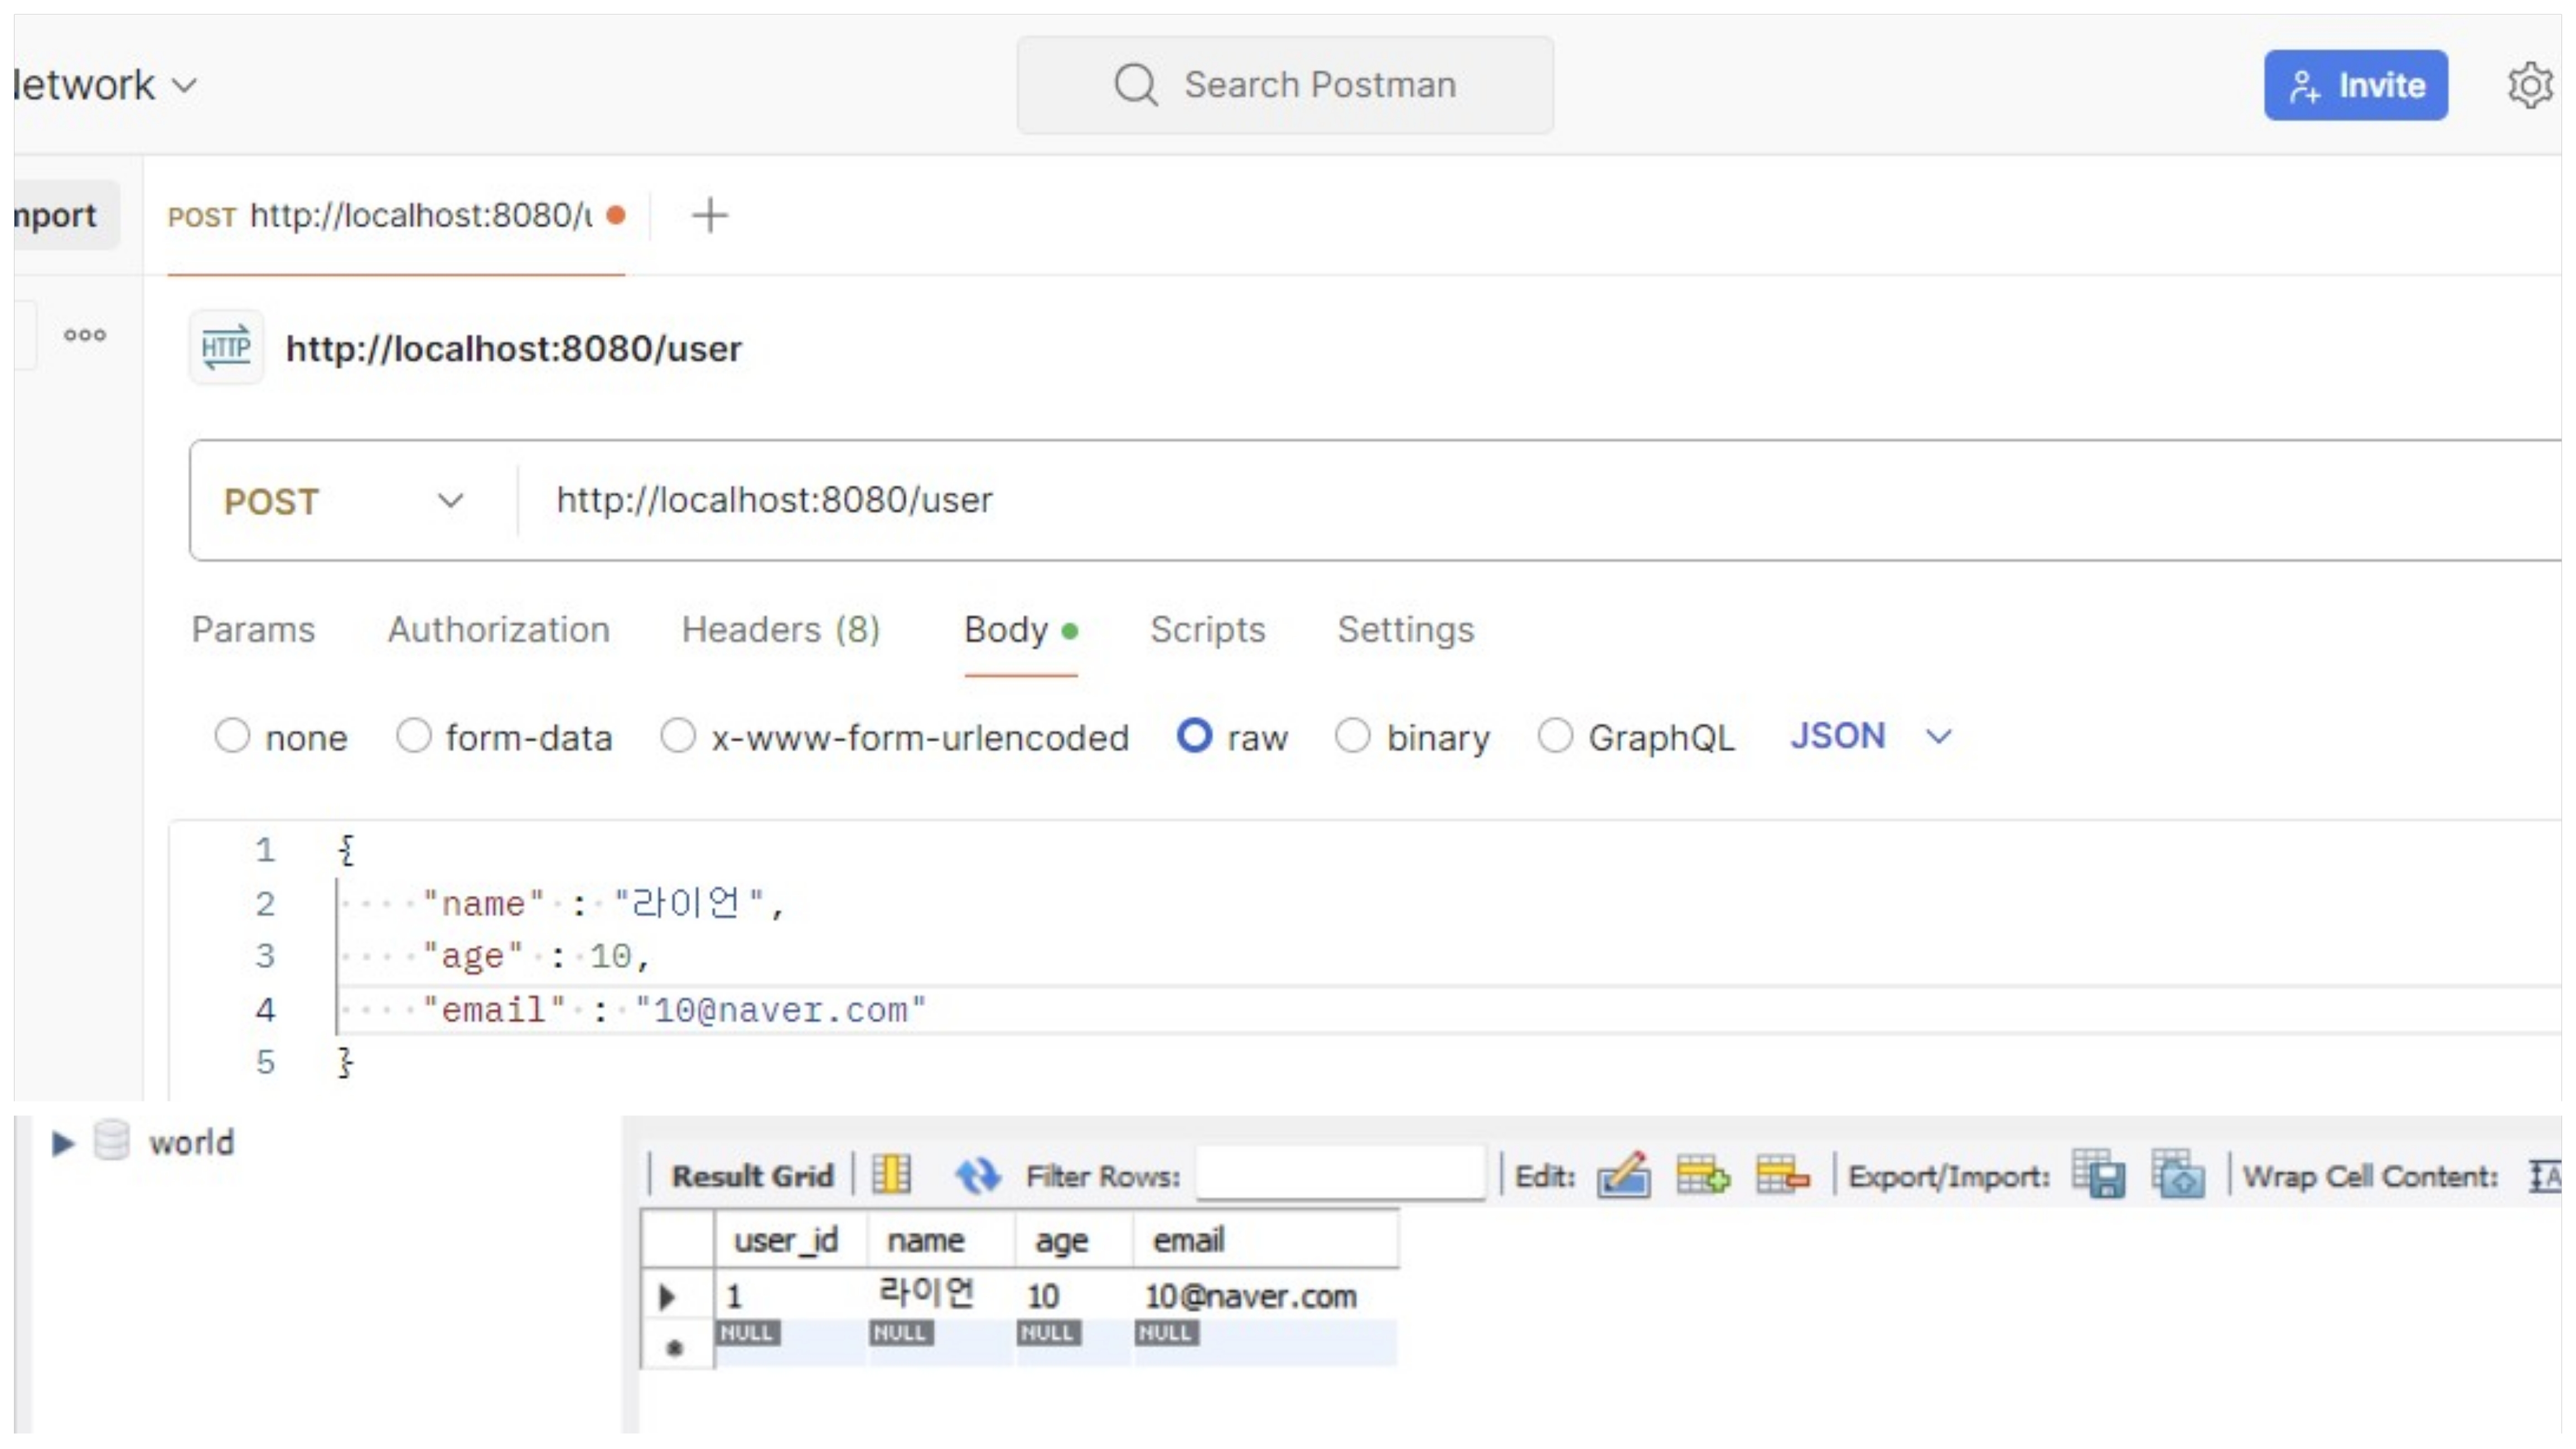 etwork
Search Postman
Invite
mport
POST http://localhost:8080/u
HTTP http://localhost:8080/user
POST http://localhost:8080/user
Params Authorization Headers (8) Body Scripts Settings
none form-data x-www-form-urlencoded raw binary GraphQL JSON
1 {
2 "name" : "라이언",
3 "age" : 10,
4 "email" : "10@naver.com"
5 }
world
Result Grid Filter Rows: Edit: Export/Import: Wrap Cell Content:
user_id name age email
1 라이언 10 10@naver.com
NULL NULL NULL NULL